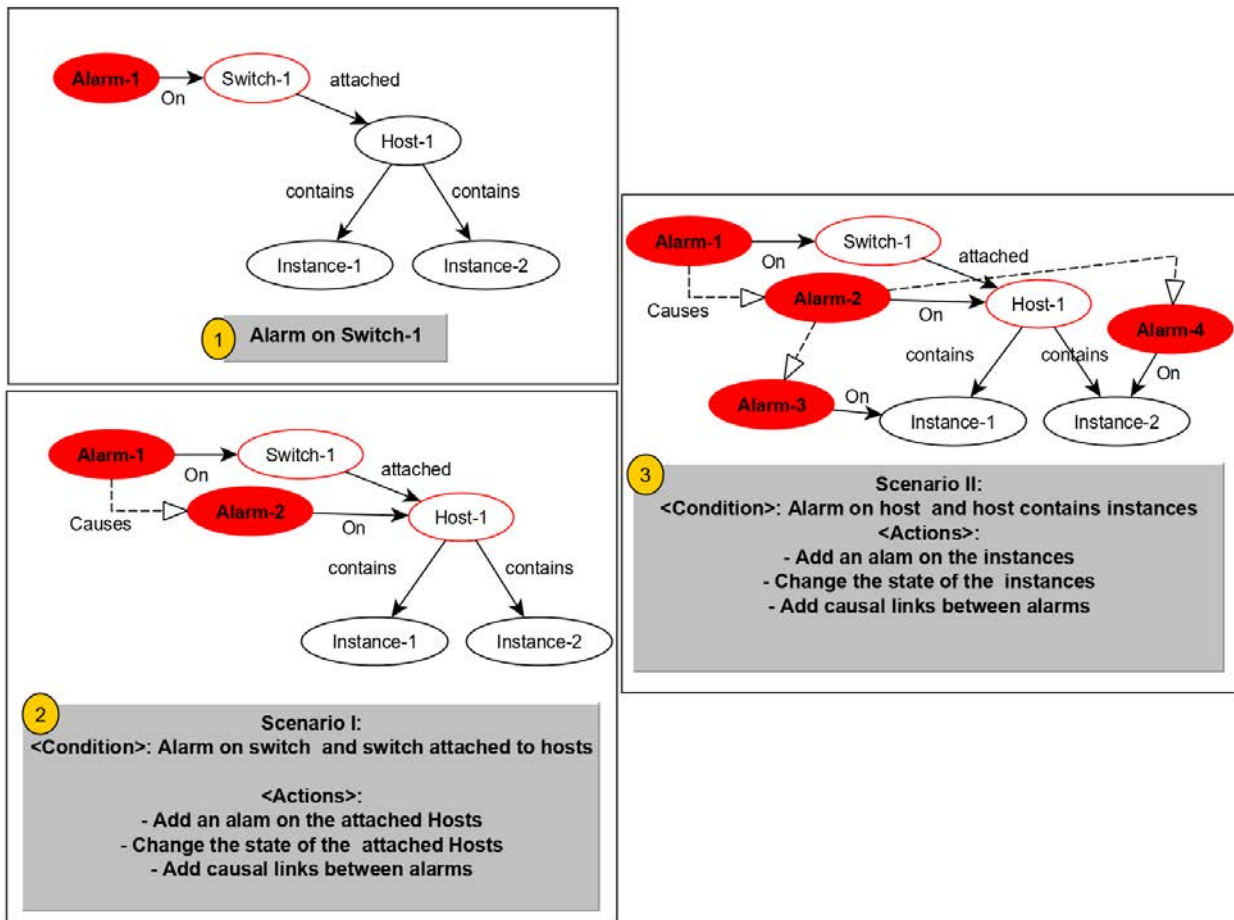 Alarm-1
On
Switch-1
attached
Host-1
contains
contains
Instance-1
Instance-2
1
Alarm on Switch-1
Alarm-1
On
Switch-1
attached
Causes
Alarm-2
On
Host-1
contains
contains
Instance-1
Instance-2
2
Scenario I:
<Condition>: Alarm on switch and switch attached to hosts
<Actions>:
- Add an alam on the attached Hosts
- Change the state of the attached Hosts
- Add causal links between alarms
Alarm-1
On
Switch-1
attached
Causes
Alarm-2
On
Host-1
Alarm-4
contains
contains
On
Alarm-3
On
Instance-1
Instance-2
3
Scenario II:
<Condition>: Alarm on host and host contains instances
<Actions>:
- Add an alam on the instances
- Change the state of the instances
- Add causal links between alarms